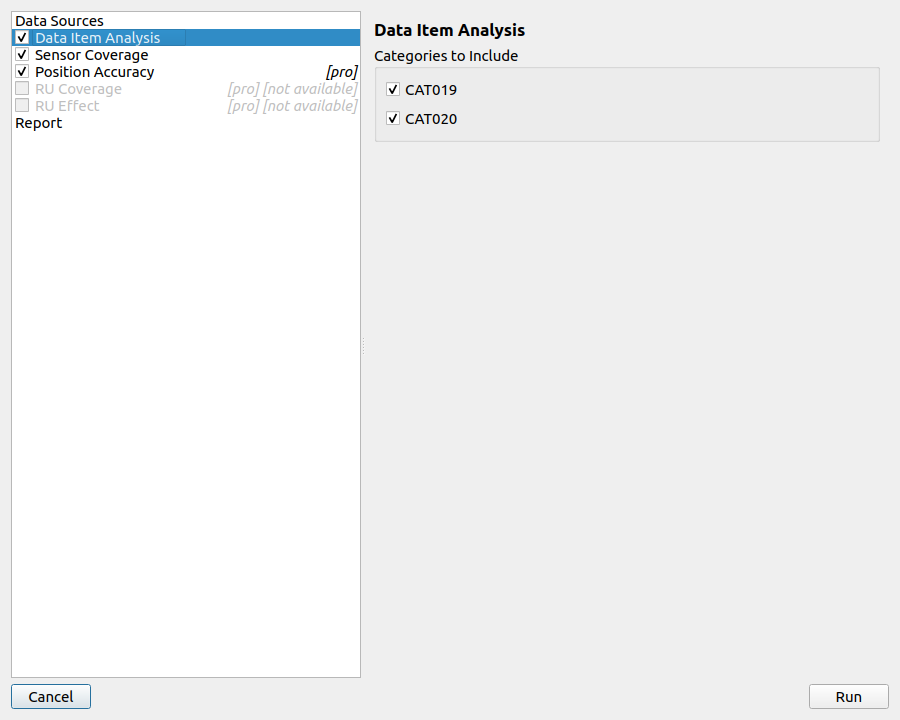 Data Sources
Data Item Analysis
Sensor Coverage
Position Accuracy [pro]
RU Coverage [pro] [not available]
RU Effect [pro] [not available]
Report
Data Item Analysis
Categories to Include
CAT019
CAT020
Cancel
Run